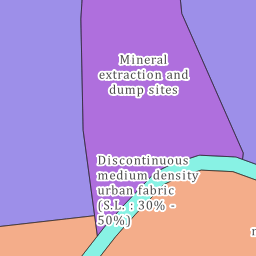 Mineral
extraction and
dump sites
Discontinuous
medium density
urban fabric
(S.L. : 30% -
50%)